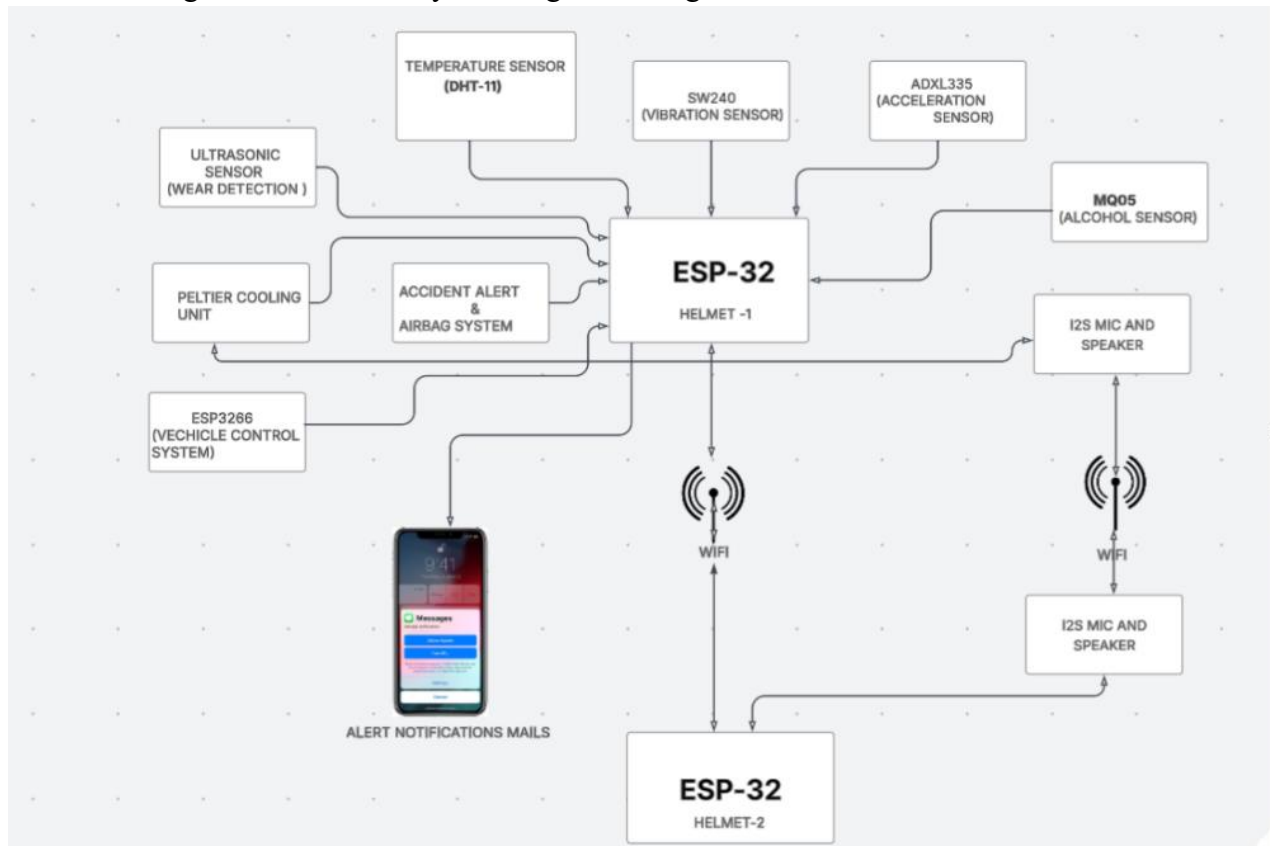 TEMPERATURE SENSOR
(DHT-11)
SW240
(VIBRATION SENSOR)
ADXL335
(ACCELERATION
SENSOR)
ULTRASONIC
SENSOR
(WEAR DETECTION )
MQ05
(ALCOHOL SENSOR)
ESP-32
HELMET -1
PELTIER COOLING
UNIT
ACCIDENT ALERT
&
AIRBAG SYSTEM
I2S MIC AND
SPEAKER
ESP3266
(VECHICLE CONTROL
SYSTEM)
WIFI
WIFI
9:41
Messages
I2S MIC AND
SPEAKER
ALERT NOTIFICATIONS MAILS
ESP-32
HELMET-2